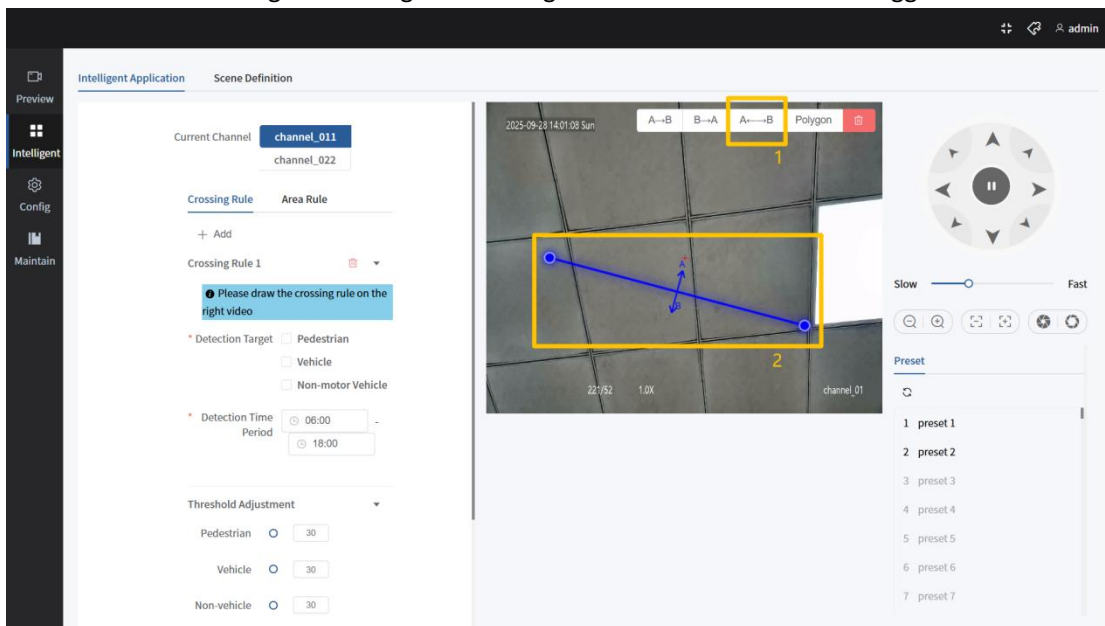 admin
Preview
Intelligent
Config
Maintain
Intelligent Application Scene Definition
Current Channel channel_011
channel_022
Crossing Rule Area Rule
+ Add
Crossing Rule 1
Please draw the crossing rule on the
right video
* Detection Target Pedestrian
Vehicle
Non-motor Vehicle
* Detection Time
Period
06:00 -
18:00
Threshold Adjustment
Pedestrian 30
Vehicle 30
Non-vehicle 30
2025-09-28 14:01:08 Sun
A→B B→A A←→B Polygon
1
A
B
2
221/52 1.0X channel_01
Slow Fast
Preset
1 preset 1
2 preset 2
3 preset 3
4 preset 4
5 preset 5
6 preset 6
7 preset 7